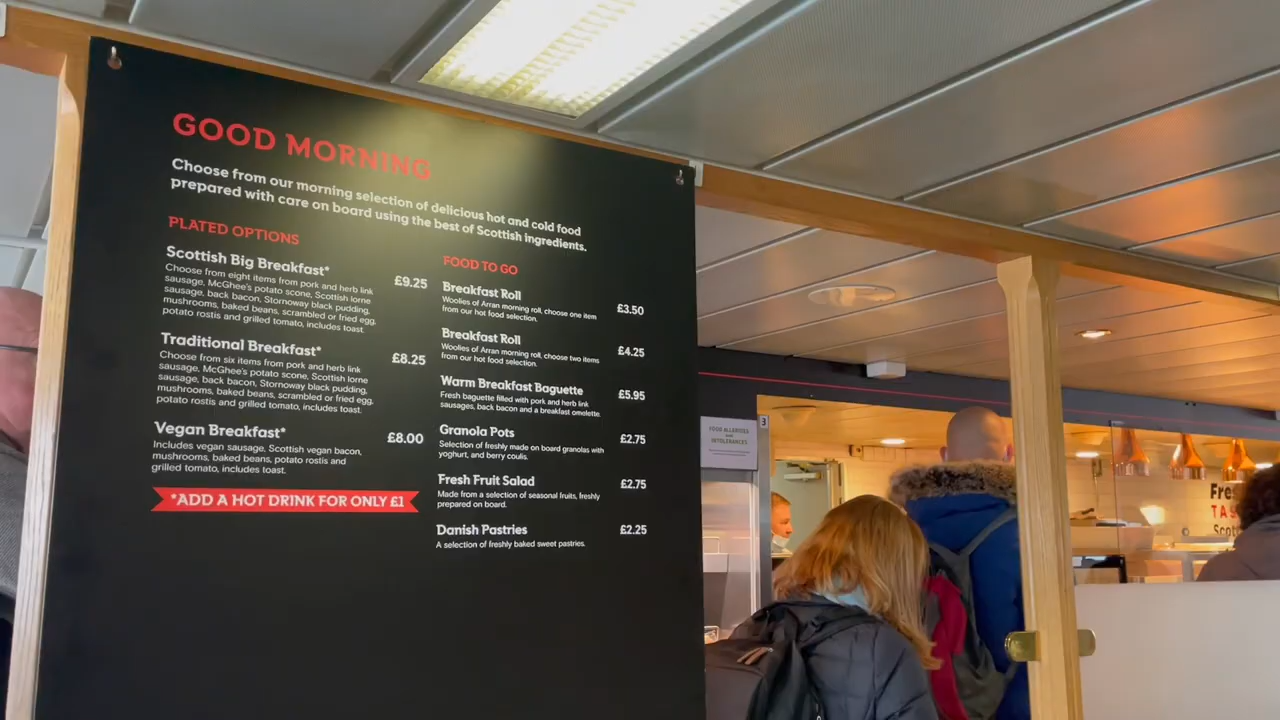 GOOD MORNING
Choose from our morning selection of delicious hot and cold food
prepared with care on board using the best of Scottish ingredients.
PLATED OPTIONS
Scottish Big Breakfast* £9.25
Choose from eight items from pork and herb link
sausage, McGhee's potato scone, Scottish lorne
sausage, back bacon, Stornoway black pudding,
mushrooms, baked beans, scrambled or fried egg,
potato rostis and grilled tomato, includes toast.
Traditional Breakfast* £8.25
Choose from six items from pork and herb link
sausage, McGhee's potato scone, Scottish lorne
sausage, back bacon, Stornoway black pudding,
mushrooms, baked beans, scrambled or fried egg,
potato rostis and grilled tomato, includes toast.
Vegan Breakfast* £8.00
Includes vegan sausage, Scottish vegan bacon,
mushrooms, baked beans, potato rostis and
grilled tomato, includes toast.
*ADD A HOT DRINK FOR ONLY £1
FOOD TO GO
Breakfast Roll £3.50
Woolies of Arran morning roll, choose one item
from our hot food selection.
Breakfast Roll £4.25
Woolies of Arran morning roll, choose two items
from our hot food selection.
Warm Breakfast Baguette £5.95
Fresh baguette filled with pork and herb link
sausages, back bacon and a breakfast omelette.
Granola Pots £2.75
Selection of freshly made on board granolas with
yoghurt, and berry coulis.
Fresh Fruit Salad £2.75
Made from a selection of seasonal fruits, freshly
prepared on board.
Danish Pastries £2.25
A selection of freshly baked sweet pastries.
FOOD ALLERGIES
AND
INTOLERANCES
3
Fres
TAS
Scot